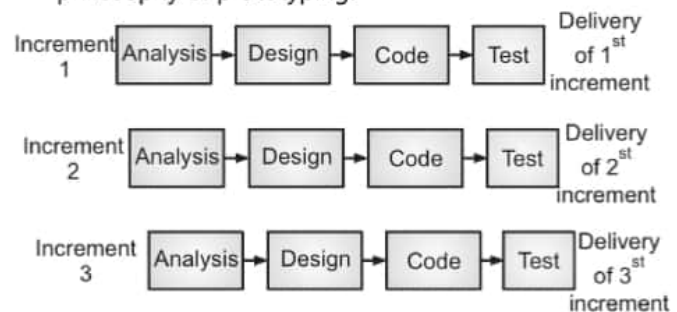 Increment
1
Analysis
Design
Code
Test
Delivery
of 1st
increment
Increment
2
Analysis
Design
Code
Test
Delivery
of 2st
increment
Increment
3
Analysis
Design
Code
Test
Delivery
of 3st
increment